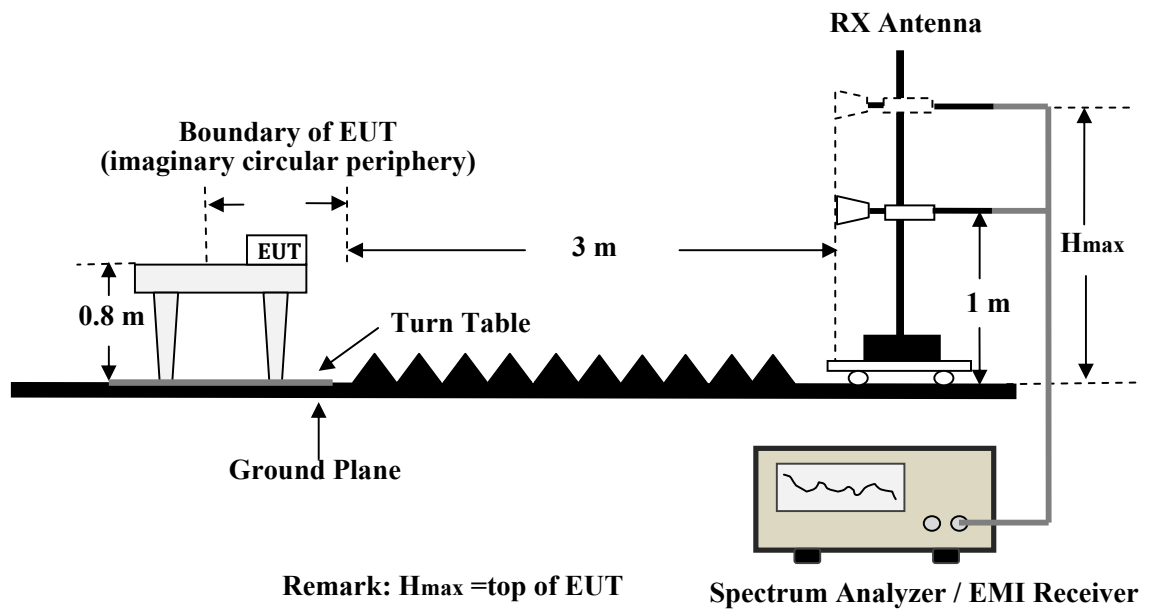 RX Antenna
Boundary of EUT
(imaginary circular periphery)
EUT
3 m
Hmax
0.8 m
1 m
Turn Table
Ground Plane
Remark: Hmax =top of EUT
Spectrum Analyzer / EMI Receiver